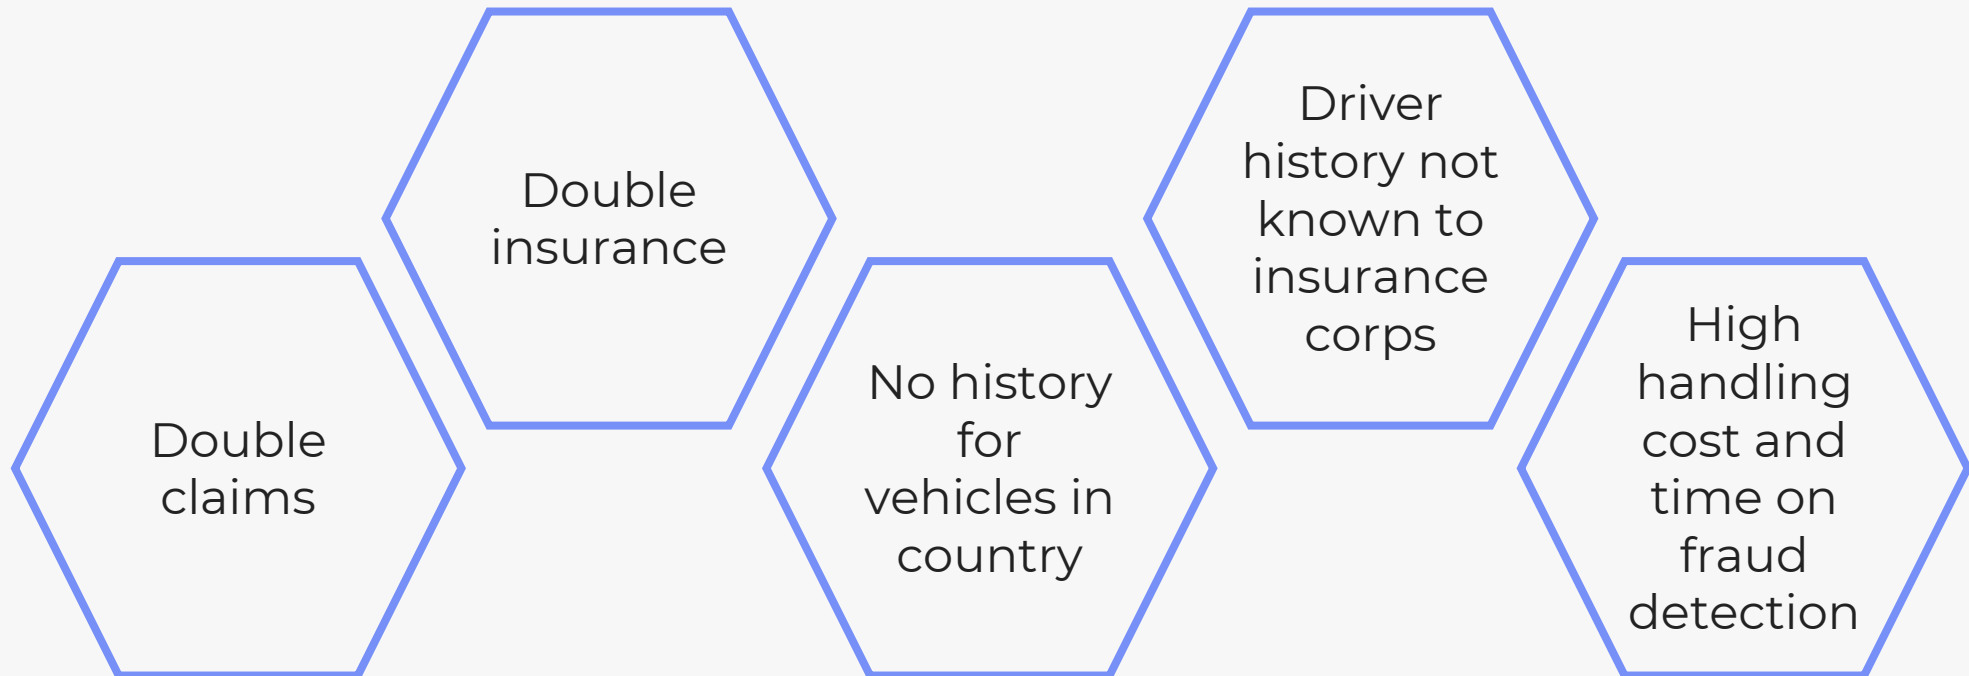 Double
claims
Double
insurance
No history
for
vehicles in
country
Driver
history not
known to
insurance
corps
High
handling
cost and
time on
fraud
detection